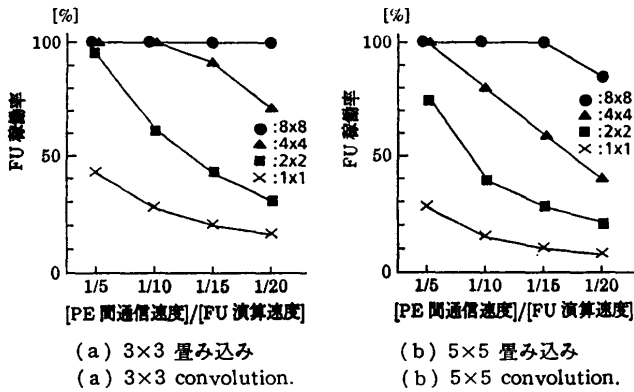 [%]
100
50
0
FU 稼働率
●:8x8
▲:4x4
■:2x2
×:1x1
1/5 1/10 1/15 1/20
[PE 間通信速度]/[FU 演算速度]
(a) 3×3 畳み込み
(a) 3×3 convolution.
[%]
100
50
0
FU 稼働率
●:8x8
▲:4x4
■:2x2
×:1x1
1/5 1/10 1/15 1/20
[PE 間通信速度]/[FU 演算速度]
(b) 5×5 畳み込み
(b) 5×5 convolution.